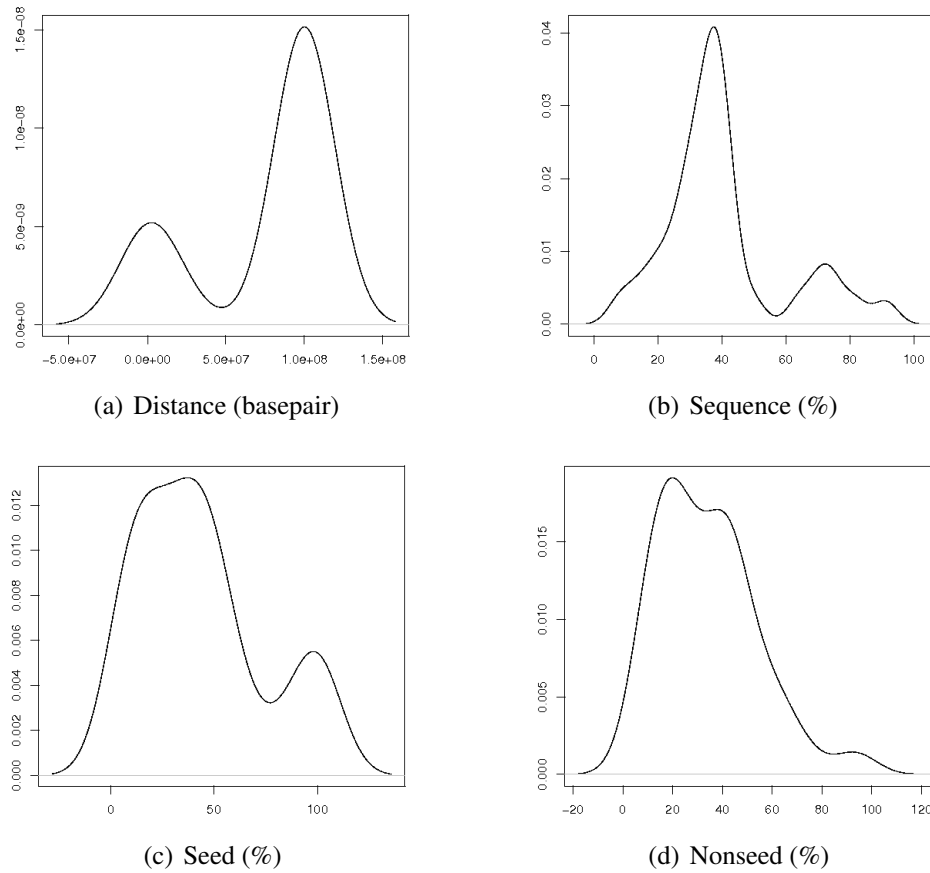 0.0e+00 5.0e-09 1.0e-08 1.5e-08
-5.0e+07 0.0e+00 5.0e+07 1.0e+08 1.5e+08
(a) Distance (basepair)
0.00 0.01 0.02 0.03 0.04
0 20 40 60 80 100
(b) Sequence (%)
0.000 0.002 0.004 0.006 0.008 0.010 0.012
0 50 100
(c) Seed (%)
0.000 0.005 0.010 0.015
-20 0 20 40 60 80 100 120
(d) Nonseed (%)